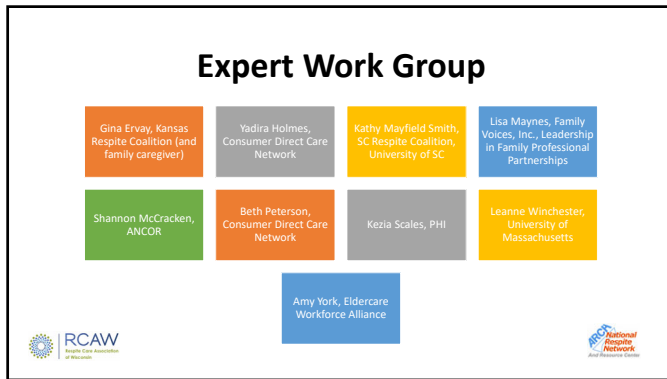 Expert Work Group
Gina Ervay, Kansas
Respite Coalition (and
family caregiver)
Yadira Holmes,
Consumer Direct Care
Network
Kathy Mayfield Smith,
SC Respite Coalition,
University of SC
Lisa Maynes, Family
Voices, Inc., Leadership
in Family Professional
Partnerships
Shannon McCracken,
ANCOR
Beth Peterson,
Consumer Direct Care
Network
Kezia Scales, PHI
Leanne Winchester,
University of
Massachusetts
Amy York, Eldercare
Workforce Alliance
RCAW
Respite Care Association
of Wisconsin
ARCH
National
Respite
Network
And Resource Center